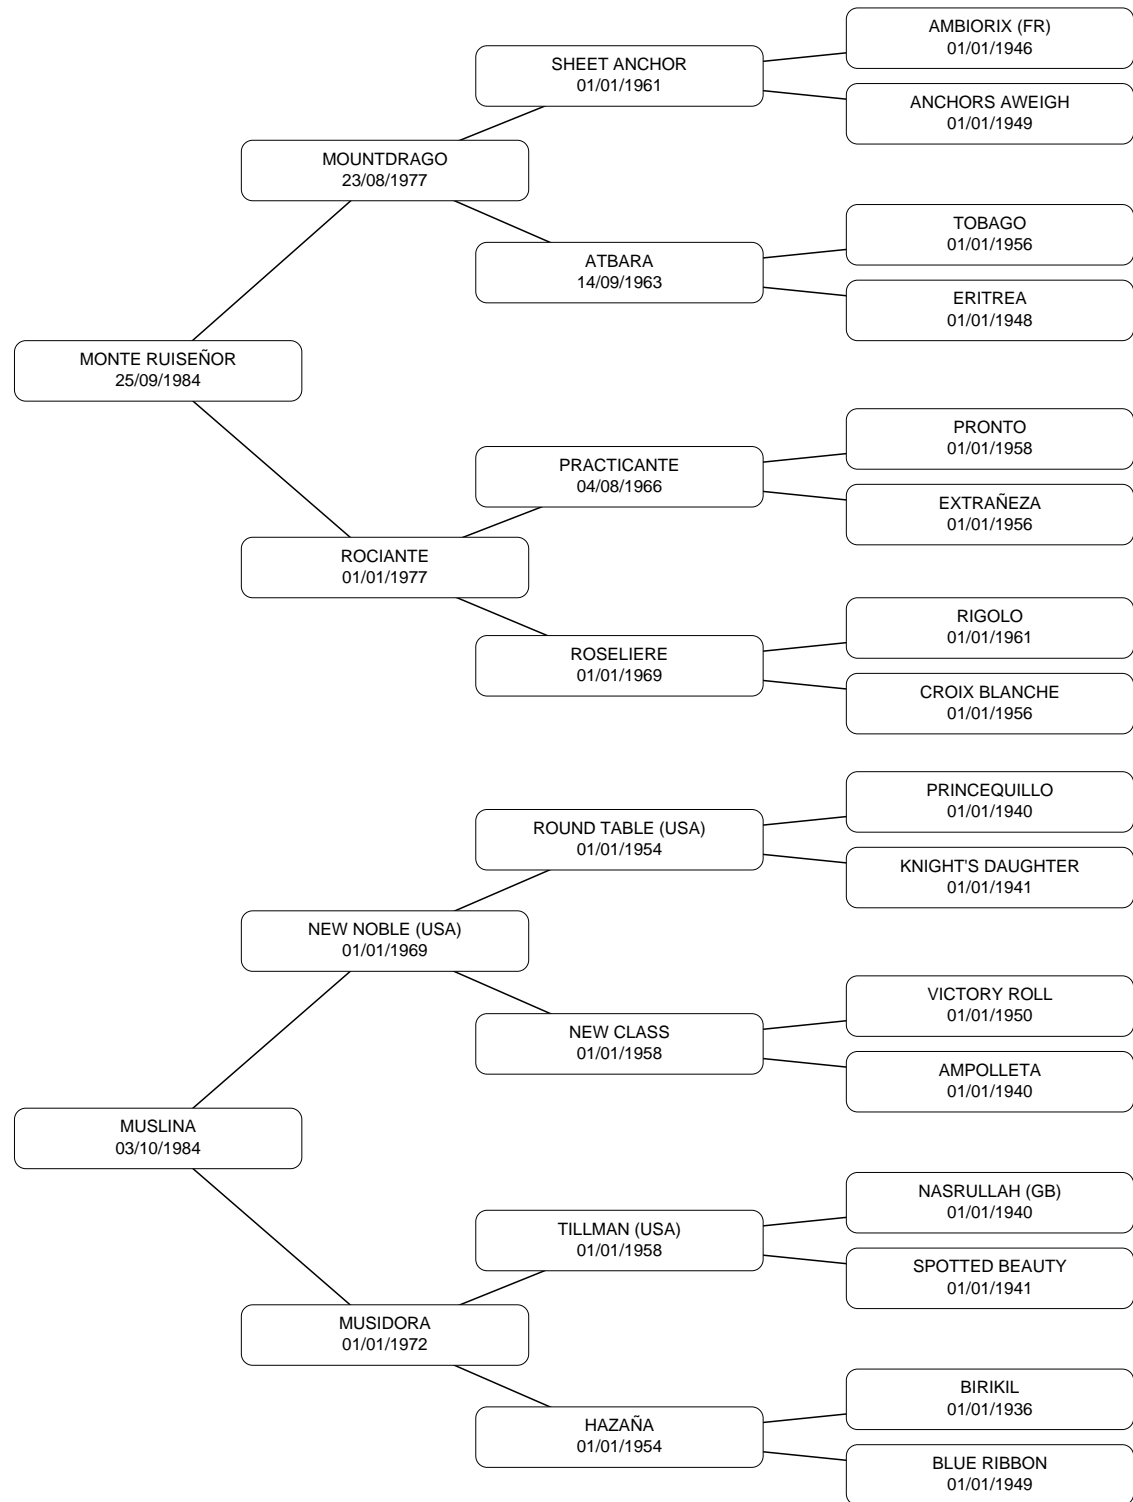 AMBIORIX (FR)
01/01/1946
SHEET ANCHOR
01/01/1961
ANCHORS AWEIGH
01/01/1949
MOUNTDRAGO
23/08/1977
TOBAGO
01/01/1956
ATBARA
14/09/1963
ERITREA
01/01/1948
MONTE RUISEÑOR
25/09/1984
PRONTO
01/01/1958
PRACTICANTE
04/08/1966
EXTRAÑEZA
01/01/1956
ROCIANTE
01/01/1977
RIGOLO
01/01/1961
ROSELIERE
01/01/1969
CROIX BLANCHE
01/01/1956
PRINCEQUILLO
01/01/1940
ROUND TABLE (USA)
01/01/1954
KNIGHT'S DAUGHTER
01/01/1941
NEW NOBLE (USA)
01/01/1969
VICTORY ROLL
01/01/1950
NEW CLASS
01/01/1958
AMPOLLETA
01/01/1940
MUSLINA
03/10/1984
NASRULLAH (GB)
01/01/1940
TILLMAN (USA)
01/01/1958
SPOTTED BEAUTY
01/01/1941
MUSIDORA
01/01/1972
BIRIKIL
01/01/1936
HAZAÑA
01/01/1954
BLUE RIBBON
01/01/1949